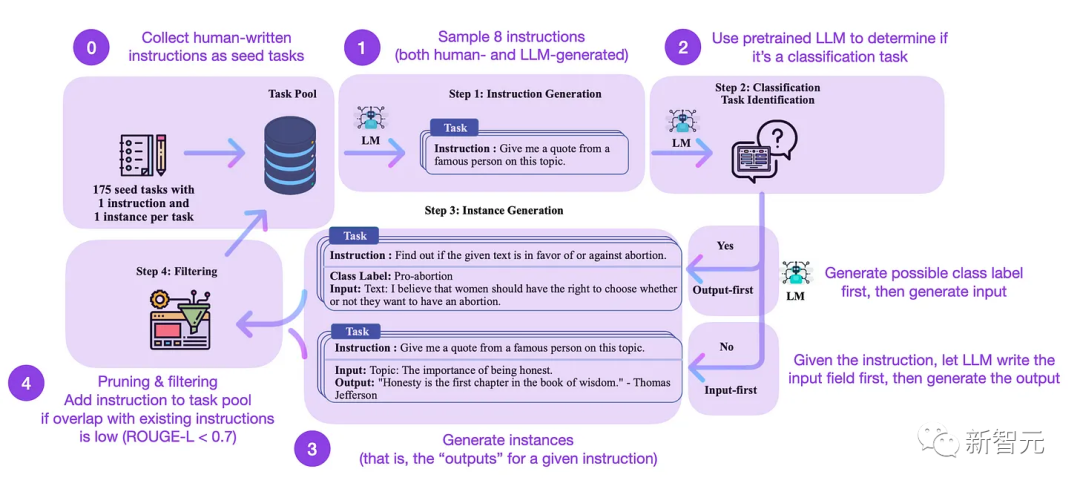 0
Collect human-written
instructions as seed tasks
1
Sample 8 instructions
(both human- and LLM-generated)
2
Use pretrained LLM to determine if
it's a classification task
Task Pool
175 seed tasks with
1 instruction and
1 instance per task
LM
Step 1: Instruction Generation
Task
Instruction : Give me a quote from a
famous person on this topic.
LM
Step 2: Classification
Task Identification
Step 3: Instance Generation
Task
Instruction : Find out if the given text is in favor of or against abortion.
Class Label: Pro-abortion
Input: Text: I believe that women should have the right to choose whether
or not they want to have an abortion.
Task
Instruction : Give me a quote from a famous person on this topic.
Input: Topic: The importance of being honest.
Output: "Honesty is the first chapter in the book of wisdom." - Thomas
Jefferson
Yes
Output-first
LM
Generate possible class label
first, then generate input
No
Input-first
Given the instruction, let LLM write the
input field first, then generate the output
Step 4: Filtering
4
Pruning & filtering
Add instruction to task pool
if overlap with existing instructions
is low (ROUGE-L < 0.7)
3
Generate instances
(that is, the “outputs” for a given instruction)
新智元